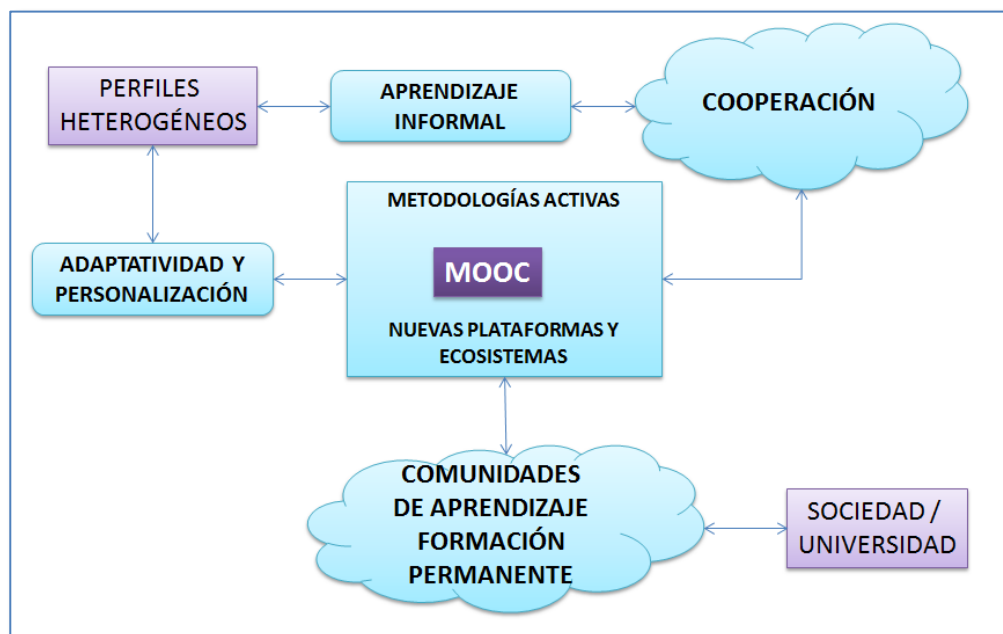 PERFILES
HETEROGÉNEOS
APRENDIZAJE
INFORMAL
COOPERACIÓN
METODOLOGÍAS ACTIVAS
MOOC
NUEVAS PLATAFORMAS Y
ECOSISTEMAS
ADAPTATIVIDAD Y
PERSONALIZACIÓN
COMUNIDADES
DE APRENDIZAJE
FORMACIÓN
PERMANENTE
SOCIEDAD /
UNIVERSIDAD